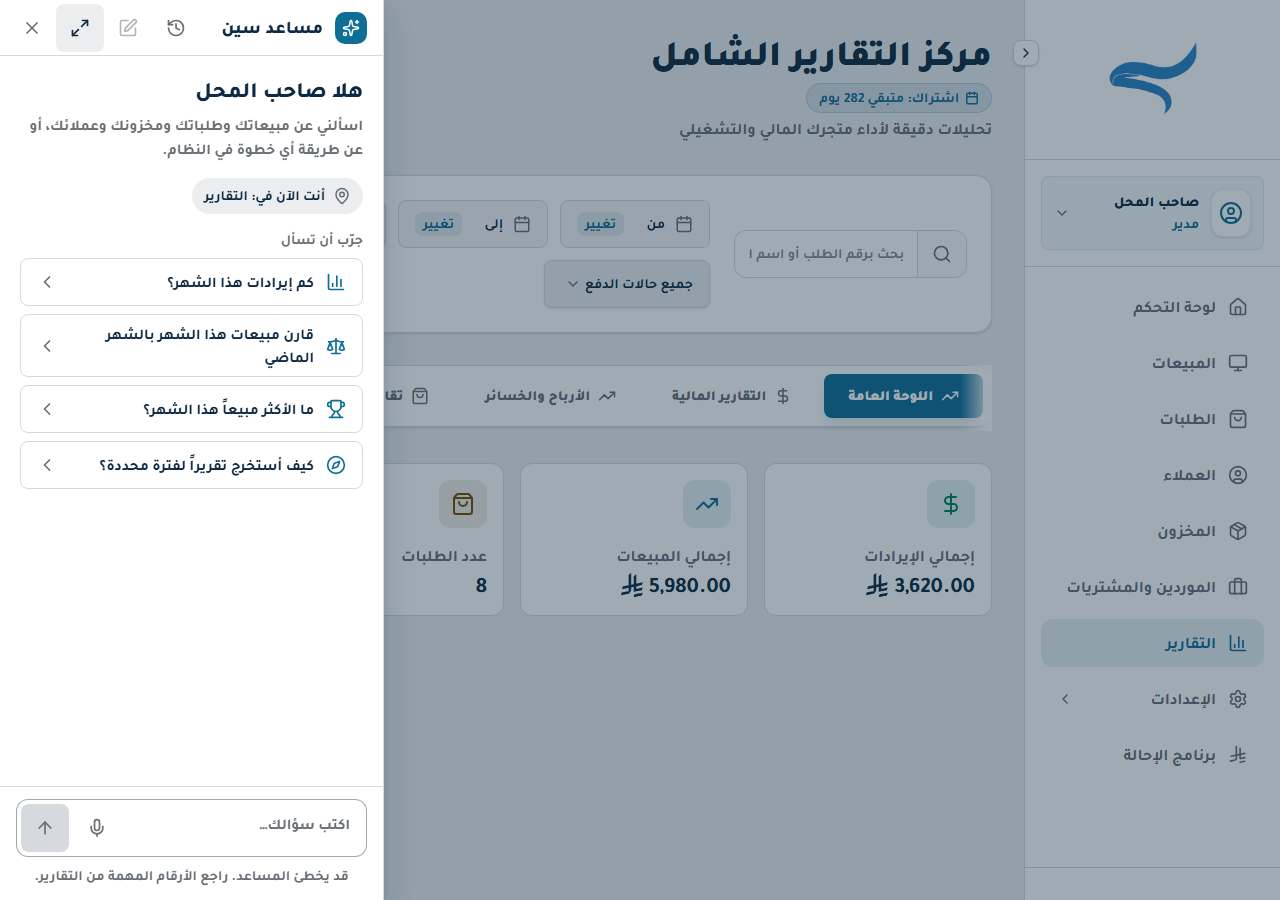 مساعد سين
هلا صاحب المحل
اسألني عن مبيعاتك وطلباتك ومخزونك وعملائك، أو
عن طريقة أي خطوة في النظام.
أنت الآن في: التقارير
جرّب أن تسأل
كم إيرادات هذا الشهر؟
قارن مبيعات هذا الشهر بالشهر
الماضي
ما الأكثر مبيعاً هذا الشهر؟
كيف أستخرج تقريراً لفترة محددة؟
اكتب سؤالك...
قد يخطئ المساعد. راجع الأرقام المهمة من التقارير.
مركز التقارير الشامل
اشتراك: متبقي 282 يوم
تحليلات دقيقة لأداء متجرك المالي والتشغيلي
بحث برقم الطلب أو اسم ا
من تغيير
إلى تغيير
جميع حالات الدفع
اللوحة العامة
التقارير المالية
الأرباح والخسائر
تقا
إجمالي الإيرادات
3,620.00
إجمالي المبيعات
5,980.00
عدد الطلبات
8
صاحب المحل
مدير
لوحة التحكم
المبيعات
الطلبات
العملاء
المخزون
الموردين والمشتريات
التقارير
الإعدادات
برنامج الإحالة